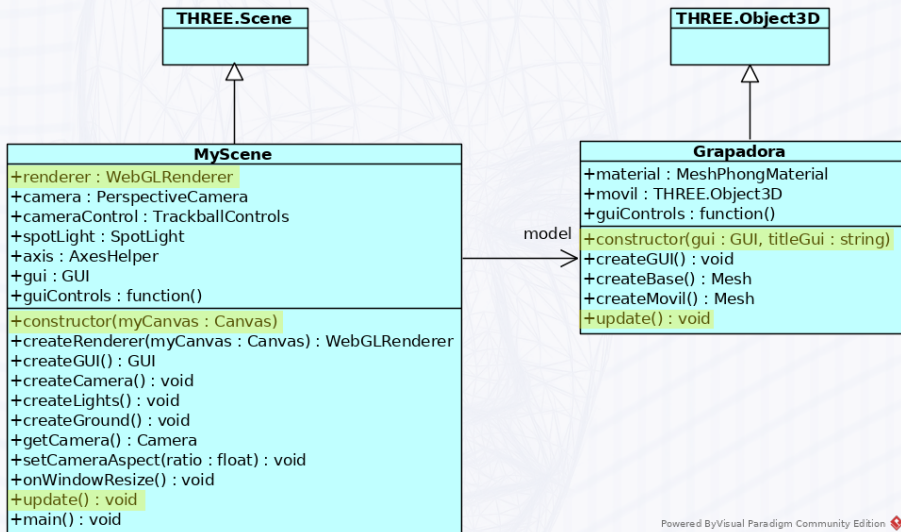 THREE.Scene
THREE.Object3D
MyScene
+renderer : WebGLRenderer
+camera : PerspectiveCamera
+cameraControl : TrackballControls
+spotLight : SpotLight
+axis : AxesHelper
+gui : GUI
+guiControls : function()
+constructor(myCanvas : Canvas)
+createRenderer(myCanvas : Canvas) : WebGLRenderer
+createGUI() : GUI
+createCamera() : void
+createLights() : void
+createGround() : void
+getCamera() : Camera
+setCameraAspect(ratio : float) : void
+onWindowResize() : void
+update() : void
+main() : void
model
Grapadora
+material : MeshPhongMaterial
+movil : THREE.Object3D
+guiControls : function()
+constructor(gui : GUI, titleGui : string)
+createGUI() : void
+createBase() : Mesh
+createMovil() : Mesh
+update() : void
Powered ByVisual Paradigm Community Edition